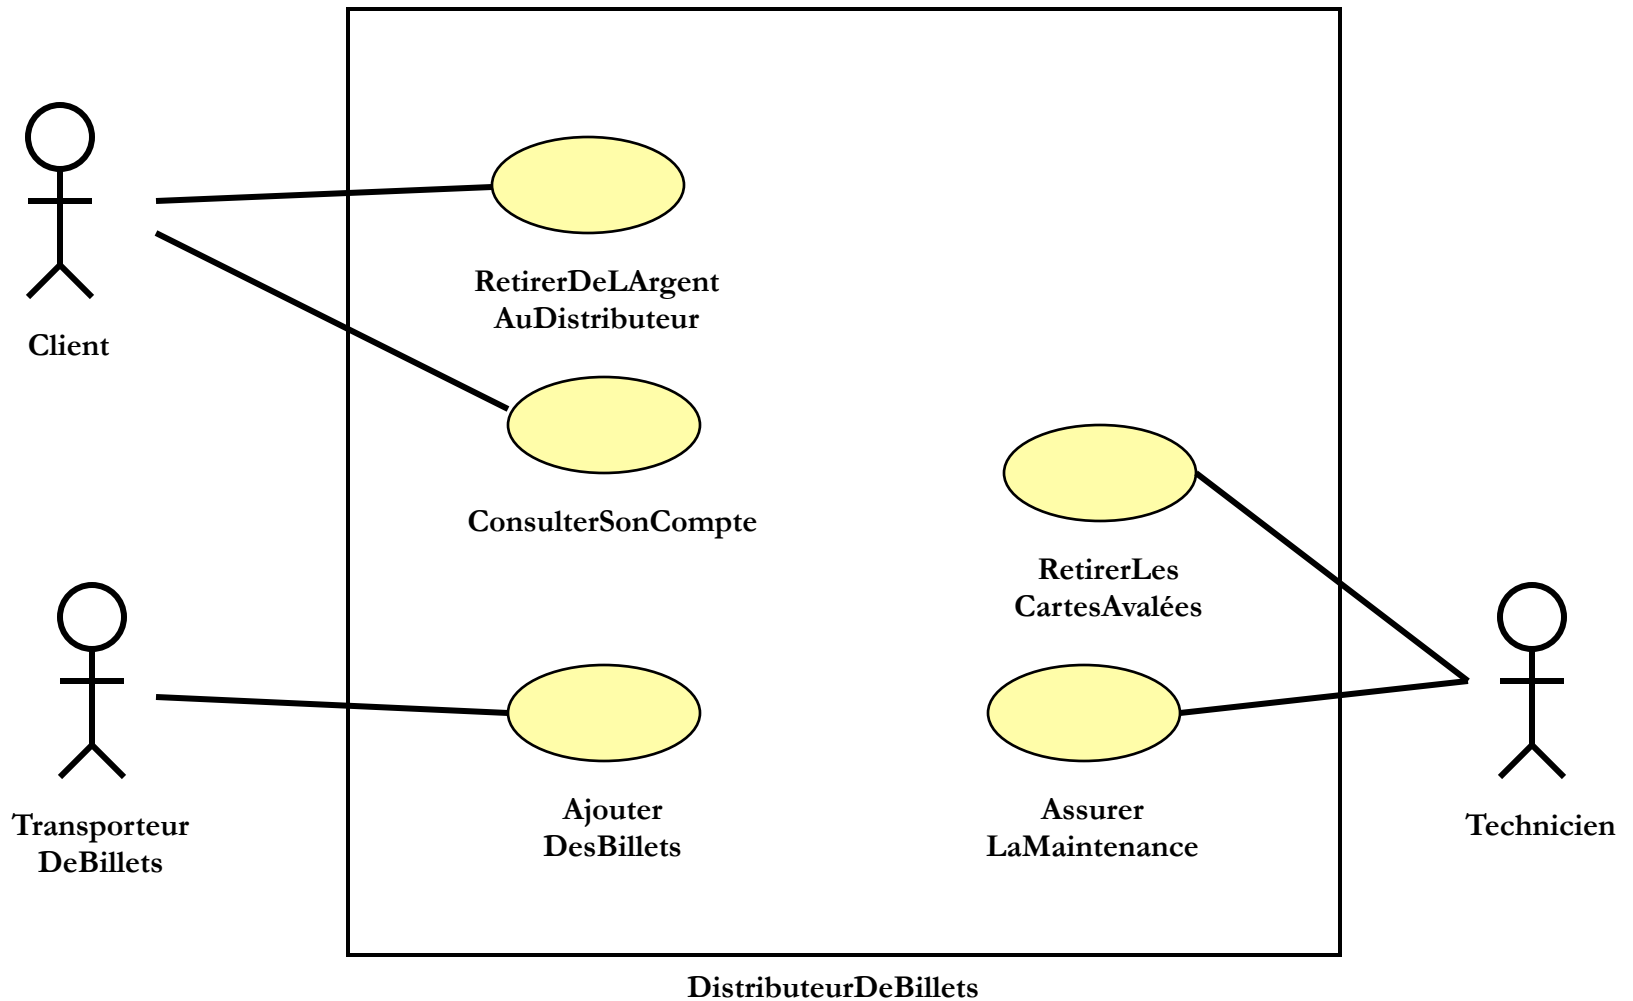 RetirerDeLArgent
AuDistributeur
Client
ConsulterSonCompte
RetirerLes
CartesAvalées
Transporteur
DeBillets
Ajouter
DesBillets
Assurer
LaMaintenance
Technicien
DistributeurDeBillets